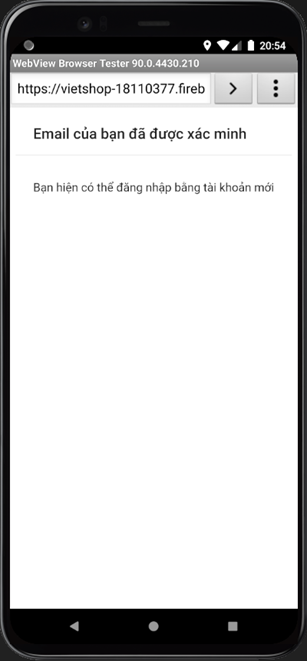 20:54
WebView Browser Tester 90.0.4430.210
https://vietshop-18110377.fireb
Email của bạn đã được xác minh
Bạn hiện có thể đăng nhập bằng tài khoản mới